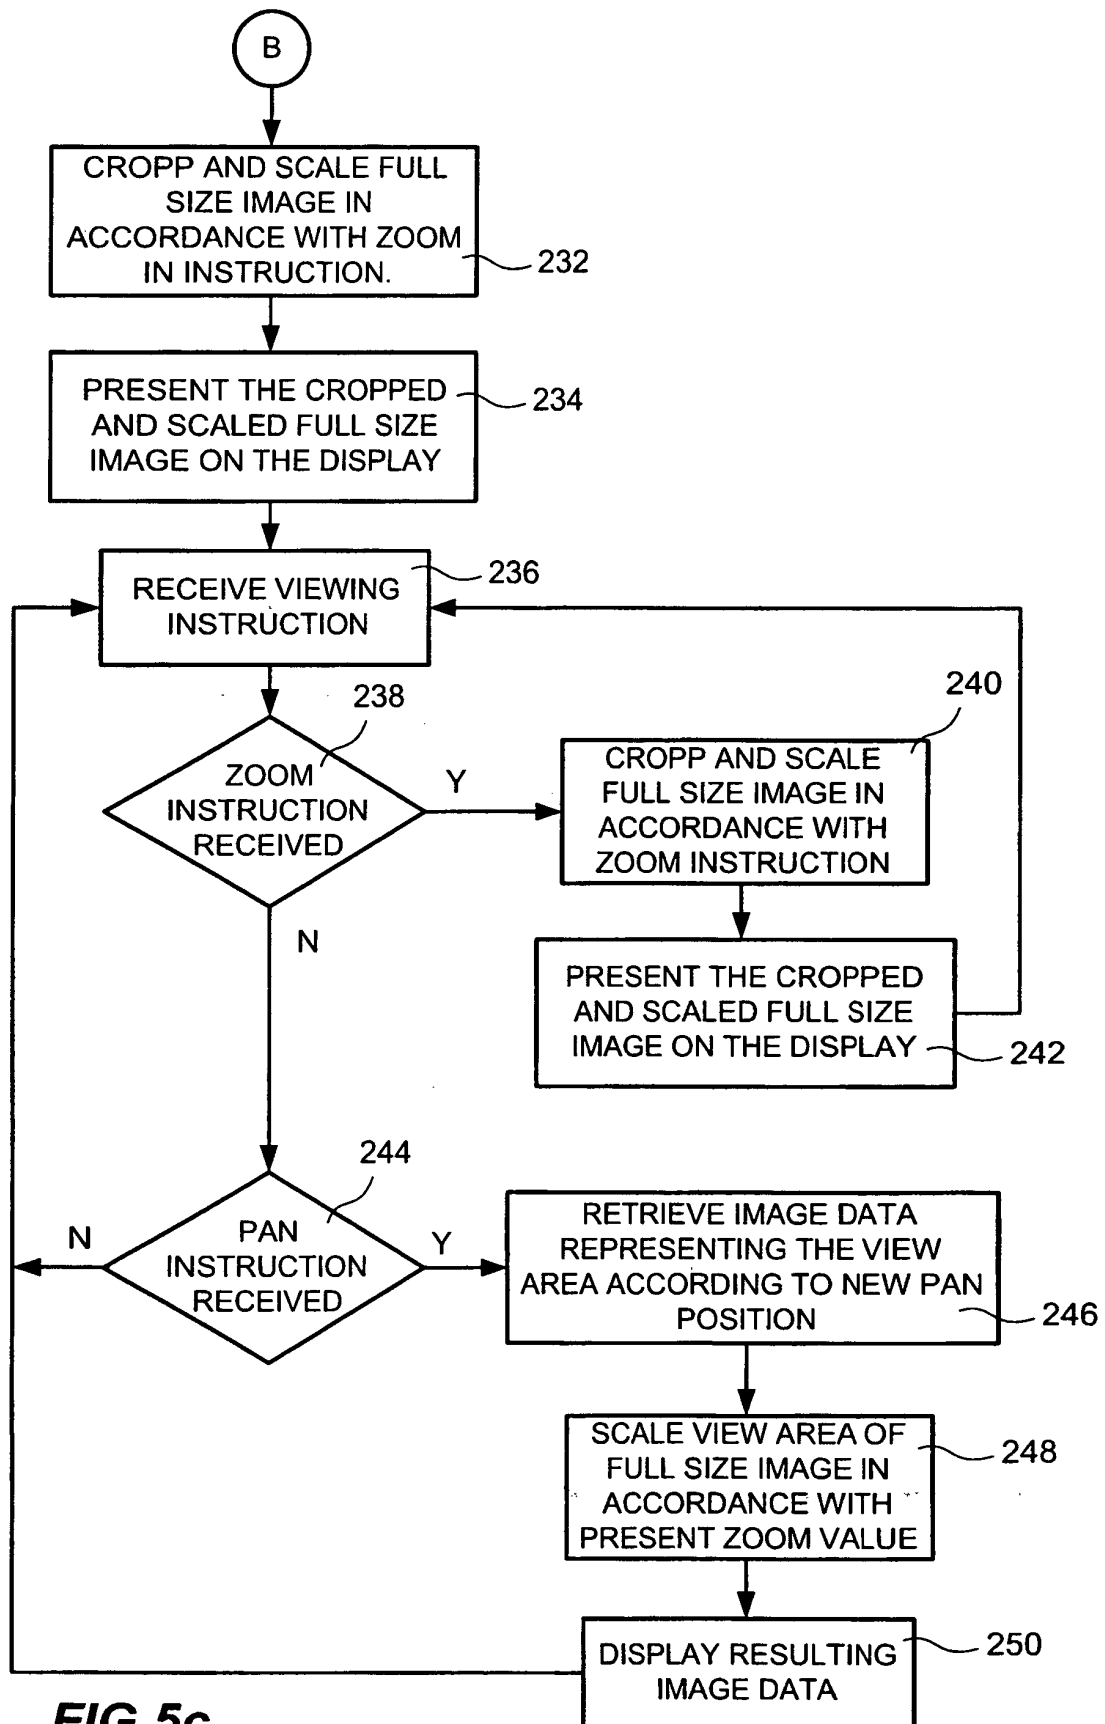 B
CROPP AND SCALE FULL
SIZE IMAGE IN
ACCORDANCE WITH ZOOM
IN INSTRUCTION.
232
PRESENT THE CROPPED
AND SCALED FULL SIZE
IMAGE ON THE DISPLAY
234
RECEIVE VIEWING
INSTRUCTION
236
238
ZOOM
INSTRUCTION
RECEIVED
Y
N
240
CROPP AND SCALE
FULL SIZE IMAGE IN
ACCORDANCE WITH
ZOOM INSTRUCTION
PRESENT THE CROPPED
AND SCALED FULL SIZE
IMAGE ON THE DISPLAY
242
244
PAN
INSTRUCTION
RECEIVED
N
Y
RETRIEVE IMAGE DATA
REPRESENTING THE VIEW
AREA ACCORDING TO NEW PAN
POSITION
246
SCALE VIEW AREA OF
FULL SIZE IMAGE IN
ACCORDANCE WITH
PRESENT ZOOM VALUE
248
DISPLAY RESULTING
IMAGE DATA
250
FIG 5c